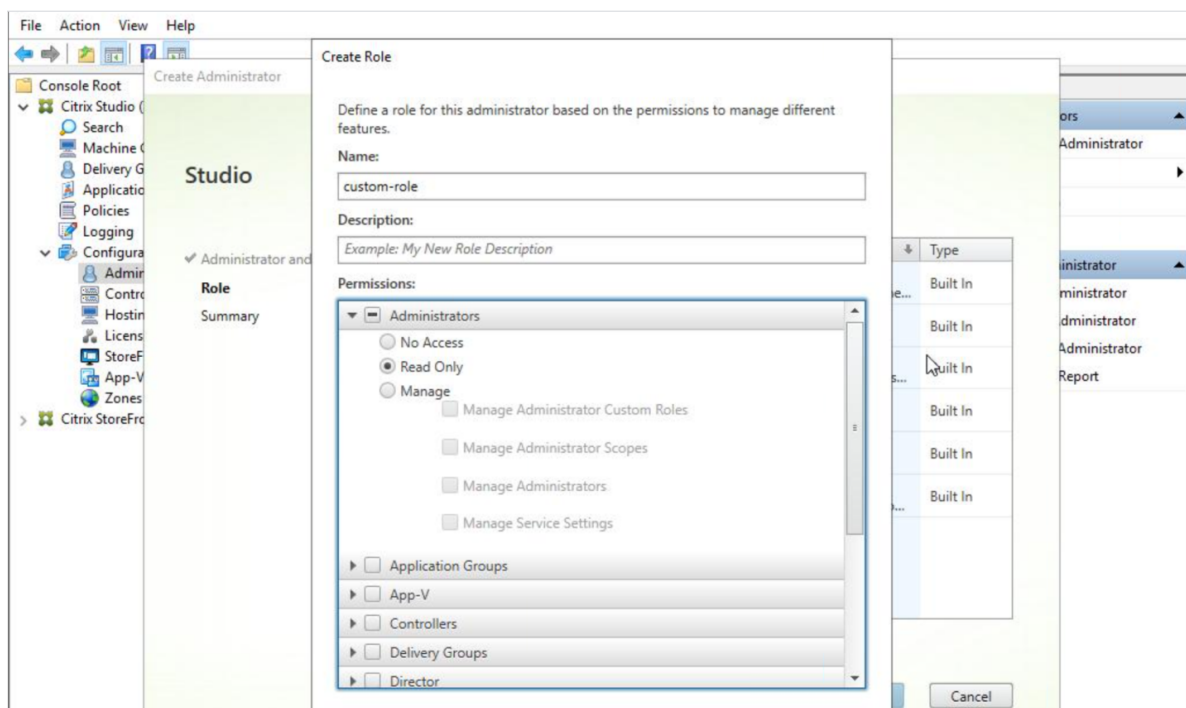 File Action View Help
Create Role
Console Root
Create Administrator
Citrix Studio (
Search
Machine
Delivery G
Applicatio
Policies
Logging
Configura
Admir
Contro
Hostin
Licens
StoreF
App-V
Zones
Citrix StoreFro
Studio
Administrator and
Role
Summary
Define a role for this administrator based on the permissions to manage different
features.
Name:
custom-role
Description:
Example: My New Role Description
Permissions:
Administrators
No Access
Read Only
Manage
Manage Administrator Custom Roles
Manage Administrator Scopes
Manage Administrators
Manage Service Settings
Application Groups
App-V
Controllers
Delivery Groups
Director
Type
e... Built In
Built In
s... Built In
Built In
Built In
Built In
Cancel
ors
Administrator
inistrator
ministrator
dministrator
Administrator
Report